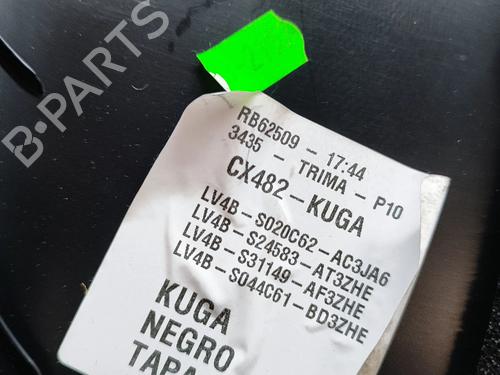 B-PARTS
RB62509 - 17:44
3435 - TRIMA - P10
CX482-KUGA
LV4B-S020C62-AC3JA6
LV4B-S24583-AT3ZHE
LV4B-S31149-AF3ZHE
LV4B-S044C61-BD3ZHE
KUGA
NEGRO